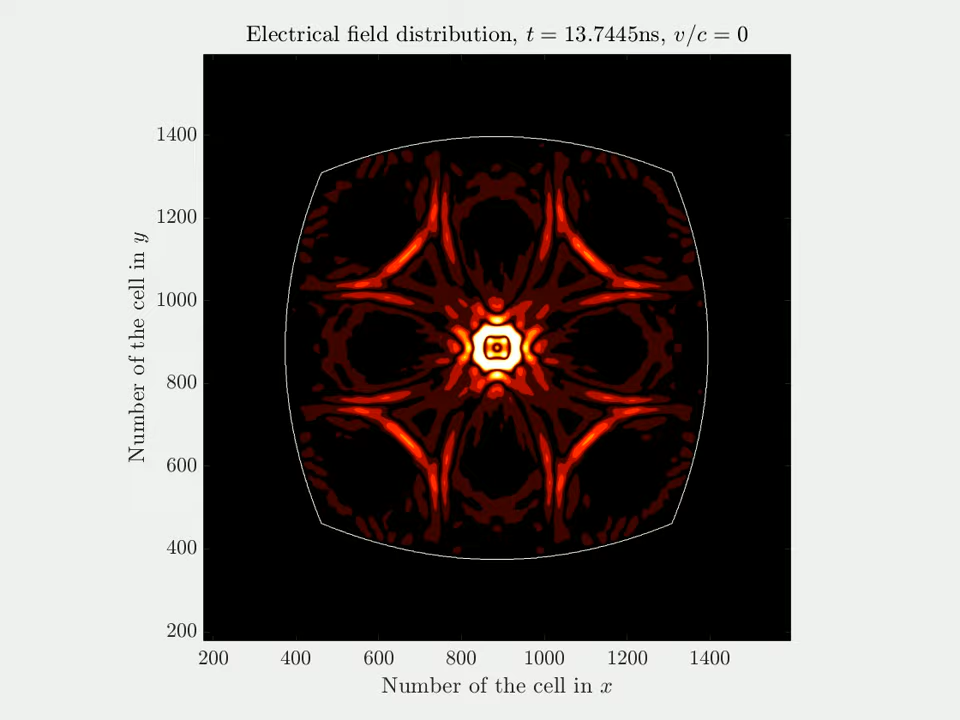 Electrical field distribution, t = 13.7445ns, v/c = 0
Number of the cell in y
1400
1200
1000
800
600
400
200
200 400 600 800 1000 1200 1400
Number of the cell in x